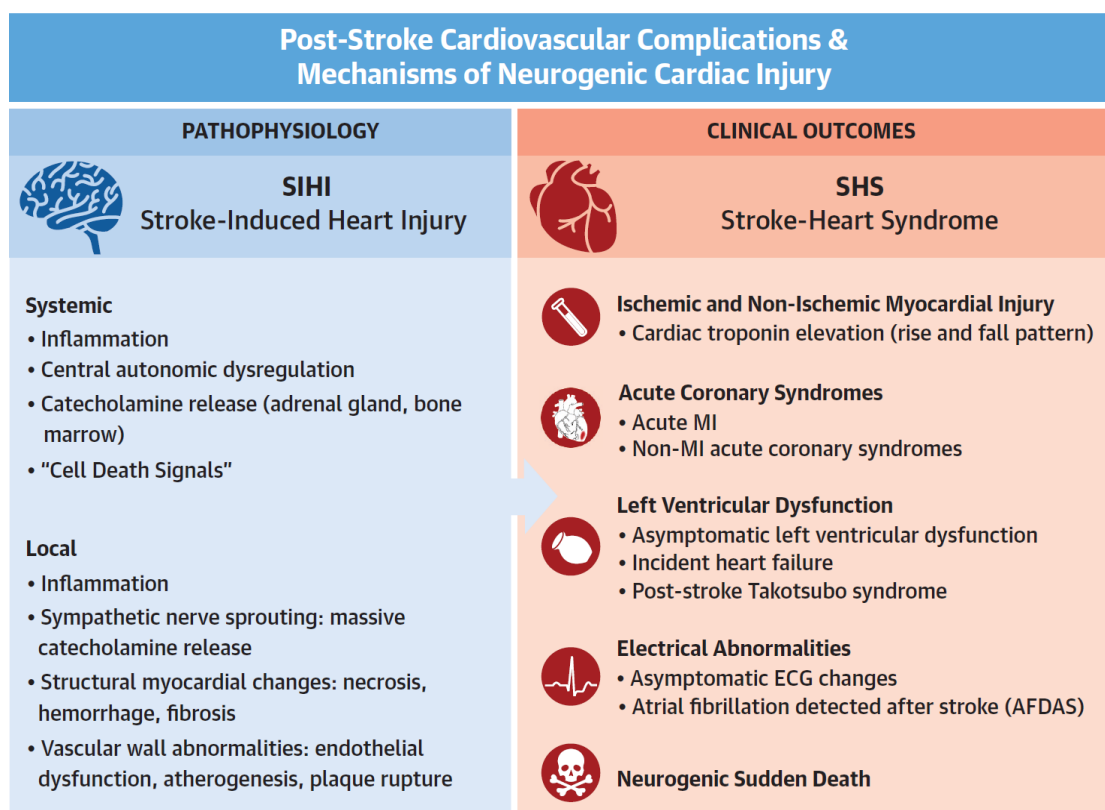 Post-Stroke Cardiovascular Complications &
Mechanisms of Neurogenic Cardiac Injury
PATHOPHYSIOLOGY
SIHI
Stroke-Induced Heart Injury
Systemic
• Inflammation
• Central autonomic dysregulation
• Catecholamine release (adrenal gland, bone
marrow)
• “Cell Death Signals”
Local
• Inflammation
• Sympathetic nerve sprouting: massive
catecholamine release
• Structural myocardial changes: necrosis,
hemorrhage, fibrosis
• Vascular wall abnormalities: endothelial
dysfunction, atherogenesis, plaque rupture
CLINICAL OUTCOMES
SHS
Stroke-Heart Syndrome
Ischemic and Non-Ischemic Myocardial Injury
• Cardiac troponin elevation (rise and fall pattern)
Acute Coronary Syndromes
• Acute MI
• Non-MI acute coronary syndromes
Left Ventricular Dysfunction
• Asymptomatic left ventricular dysfunction
• Incident heart failure
• Post-stroke Takotsubo syndrome
Electrical Abnormalities
• Asymptomatic ECG changes
• Atrial fibrillation detected after stroke (AFDAS)
Neurogenic Sudden Death